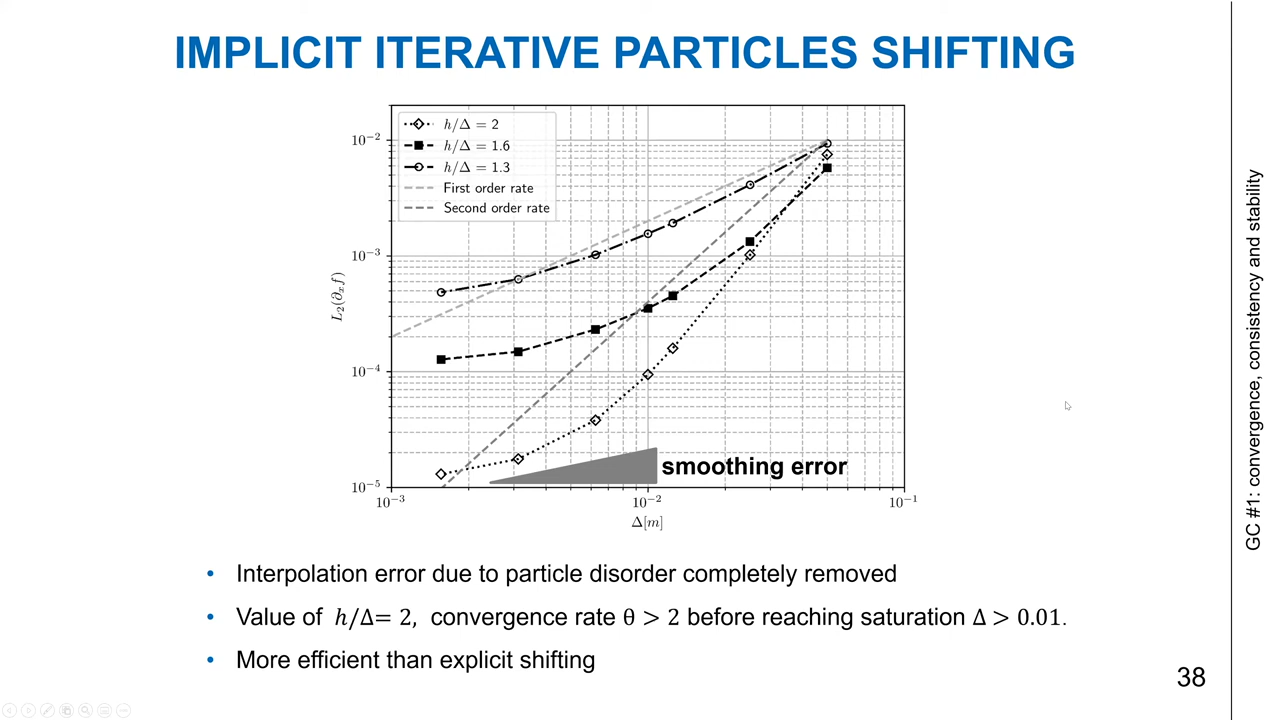 IMPLICIT ITERATIVE PARTICLES SHIFTING
h/Δ = 2
h/Δ = 1.6
h/Δ = 1.3
First order rate
Second order rate
10⁻²
10⁻³
10⁻⁴
10⁻⁵
L₂(∂ₓf)
smoothing error
10⁻³ 10⁻² 10⁻¹
Δ[m]
• Interpolation error due to particle disorder completely removed
• Value of h/Δ= 2, convergence rate θ > 2 before reaching saturation Δ > 0.01.
• More efficient than explicit shifting
GC #1: convergence, consistency and stability
38